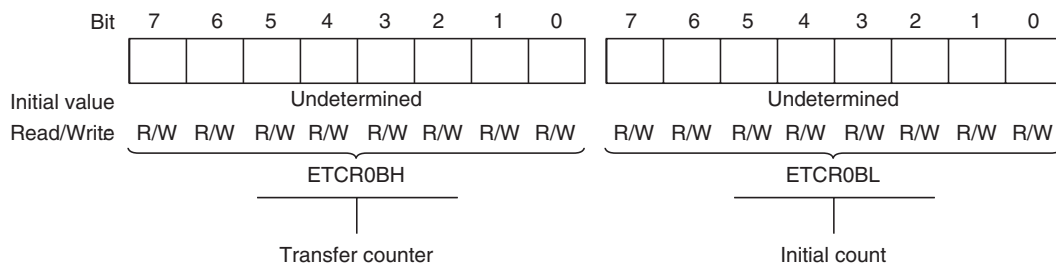 Bit 7 6 5 4 3 2 1 0 7 6 5 4 3 2 1 0
Initial value Undetermined Undetermined
Read/Write R/W R/W R/W R/W R/W R/W R/W R/W R/W R/W R/W R/W R/W R/W R/W R/W
ETCR0BH ETCR0BL
Transfer counter Initial count